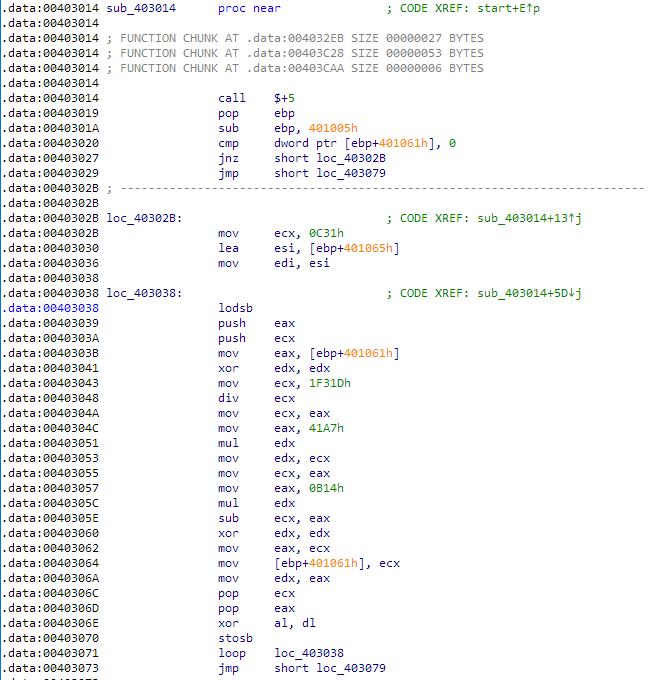 .data:00403014 sub_403014 proc near ; CODE XREF: start+E↑p
.data:00403014
.data:00403014 ; FUNCTION CHUNK AT .data:004032EB SIZE 00000027 BYTES
.data:00403014 ; FUNCTION CHUNK AT .data:00403C28 SIZE 00000053 BYTES
.data:00403014 ; FUNCTION CHUNK AT .data:00403CAA SIZE 00000006 BYTES
.data:00403014
.data:00403014 call $+5
.data:00403019 pop ebp
.data:0040301A sub ebp, 401005h
.data:00403020 cmp dword ptr [ebp+401061h], 0
.data:00403027 jnz short loc_40302B
.data:00403029 jmp short loc_403079
.data:0040302B ; ---------------------------------------------------------------------------
.data:0040302B
.data:0040302B loc_40302B: ; CODE XREF: sub_403014+13↑j
.data:0040302B mov ecx, 0C31h
.data:00403030 lea esi, [ebp+401065h]
.data:00403036 mov edi, esi
.data:00403038
.data:00403038 loc_403038: ; CODE XREF: sub_403014+5D↓j
.data:00403038 lodsb
.data:00403039 push eax
.data:0040303A push ecx
.data:0040303B mov eax, [ebp+401061h]
.data:00403041 xor edx, edx
.data:00403043 mov ecx, 1F31Dh
.data:00403048 div ecx
.data:0040304A mov ecx, eax
.data:0040304C mov eax, 41A7h
.data:00403051 mul edx
.data:00403053 mov edx, ecx
.data:00403055 mov ecx, eax
.data:00403057 mov eax, 0B14h
.data:0040305C mul edx
.data:0040305E sub ecx, eax
.data:00403060 xor edx, edx
.data:00403062 mov eax, ecx
.data:00403064 mov [ebp+401061h], ecx
.data:0040306A mov edx, eax
.data:0040306C pop ecx
.data:0040306D pop eax
.data:0040306E xor al, dl
.data:00403070 stosb
.data:00403071 loop loc_403038
.data:00403073 jmp short loc_403079